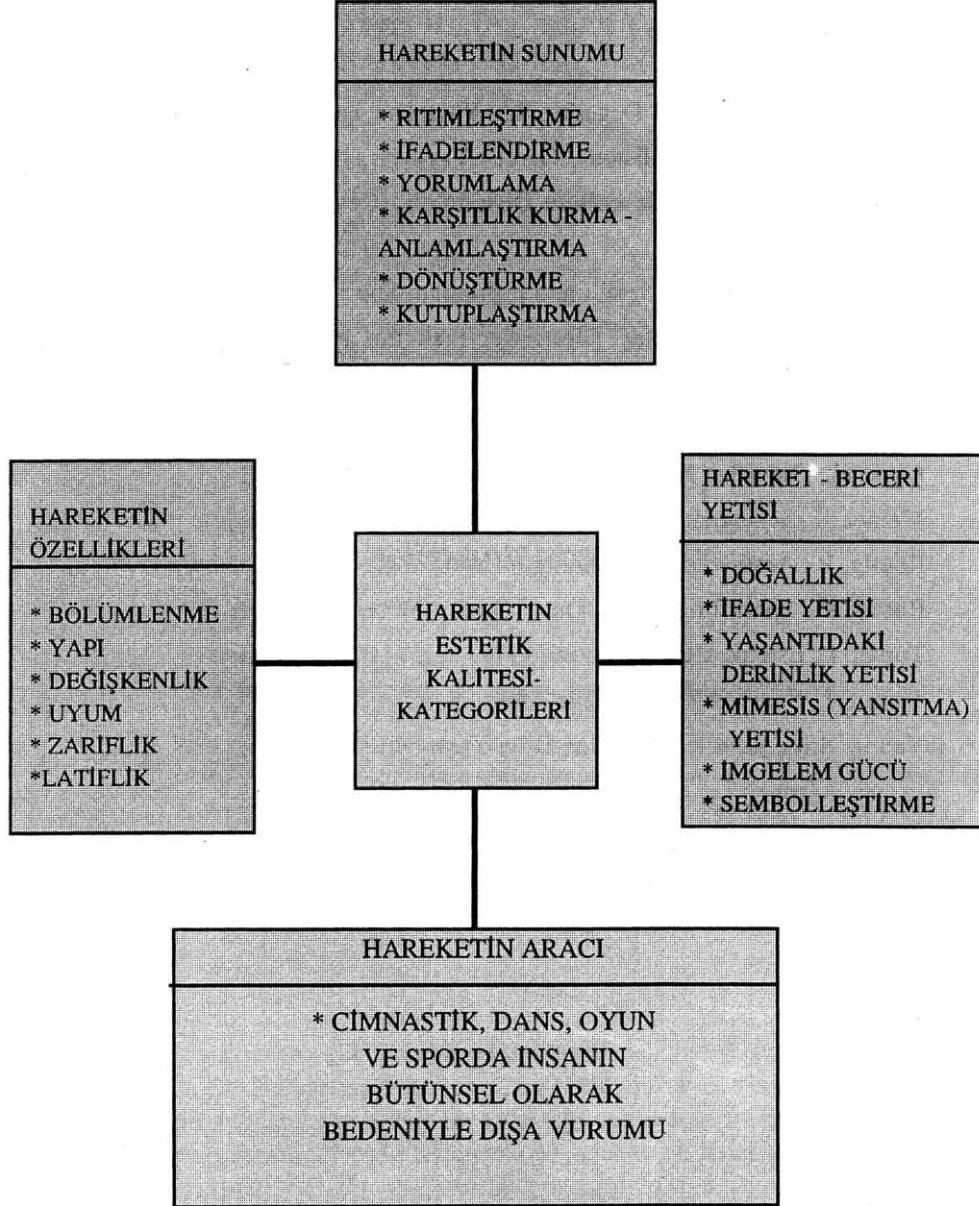 HAREKETİN SUNUMU
* RİTİMLEŞTİRME
* İFADELENDİRME
* YORUMLAMA
* KARŞITLIK KURMA -
ANLAMLAŞTIRMA
* DÖNÜŞTÜRME
* KUTUPLAŞTIRMA
HAREKETİN
ÖZELLİKLERİ
* BÖLÜMLENME
* YAPI
* DEĞİŞKENLİK
* UYUM
* ZARİFLİK
*LATİFLİK
HAREKETİN
ESTETİK
KALİTESİ-
KATEGORİLERİ
HAREKET - BECERİ
YETİSİ
* DOĞALLIK
* İFADE YETİSİ
* YAŞANTIDAKİ
DERİNLİK YETİSİ
* MİMESİS (YANSITMA)
YETİSİ
* İMGELEM GÜCÜ
* SEMBOLLEŞTİRME
HAREKETİN ARACI
* CİMNASTİK, DANS, OYUN
VE SPORDA İNSANIN
BÜTÜNSEL OLARAK
BEDENİYLE DIŞA VURUMU